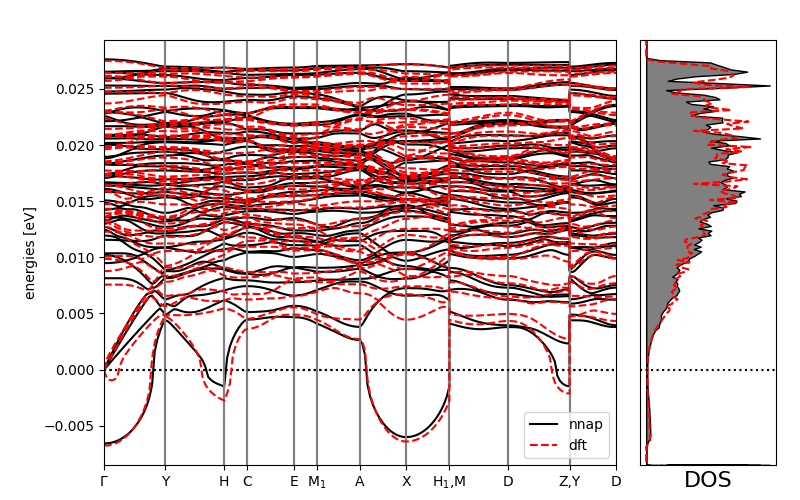 energies [eV]
0.025
0.020
0.015
0.010
0.005
0.000
−0.005
nnap
dft
Γ Y H C E M₁ A X H₁,M D Z,Y D
DOS